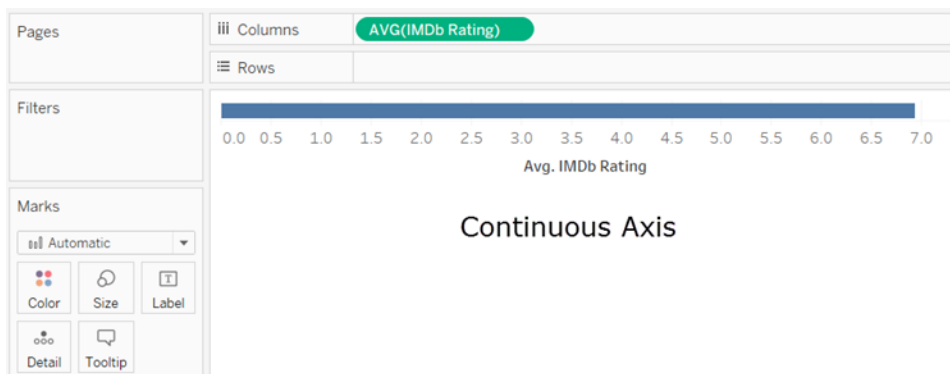 Pages
Columns AVG(IMDb Rating)
Rows
Filters
0.0 0.5 1.0 1.5 2.0 2.5 3.0 3.5 4.0 4.5 5.0 5.5 6.0 6.5 7.0
Avg. IMDb Rating
Continuous Axis
Marks
Automatic
Color Size Label
Detail Tooltip